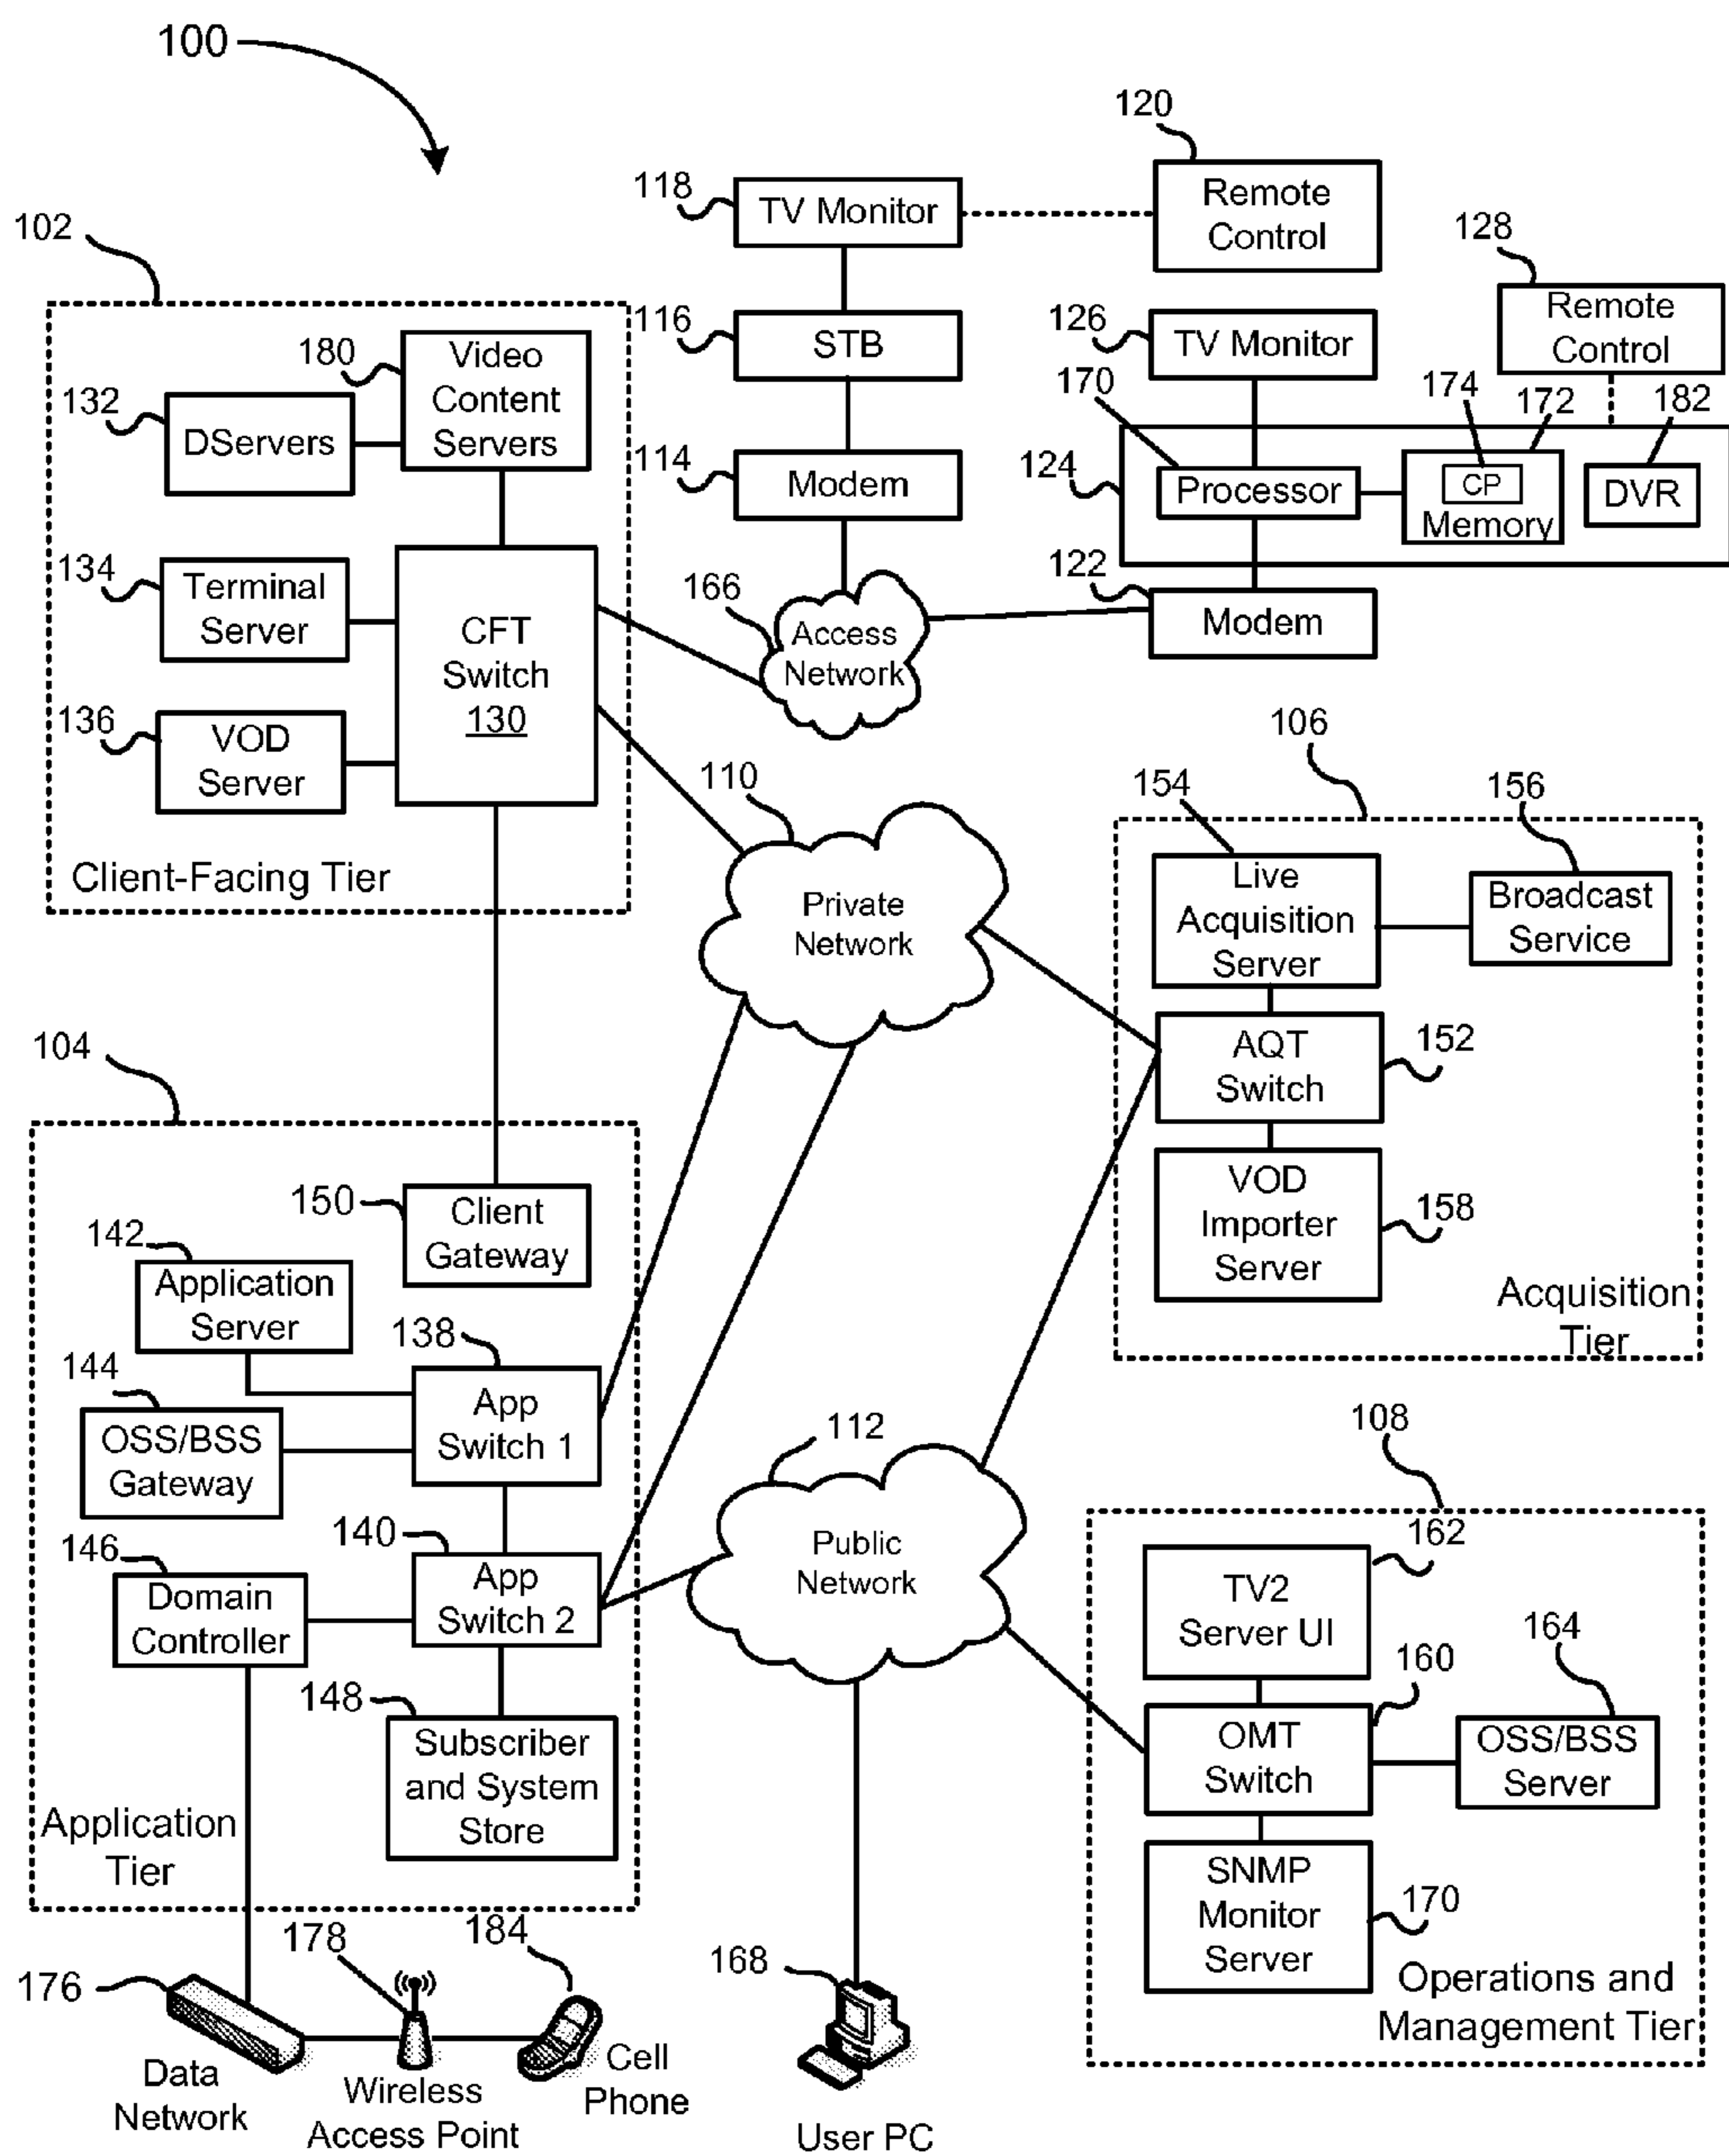 100
120
118
TV Monitor
Remote
Control
102
128
Remote
Control
116
STB
126
TV Monitor
180
Video
Content
Servers
132
DServers
170
174
172
182
114
Modem
124
Processor
CP
Memory
DVR
134
Terminal
Server
CFT
Switch
130
166
Access
Network
122
Modem
136
VOD
Server
Client-Facing Tier
110
Private
Network
106
154
156
Live
Acquisition
Server
Broadcast
Service
AQT
Switch
152
VOD
Importer
Server
158
Acquisition
Tier
104
150
Client
Gateway
142
Application
Server
138
144
OSS/BSS
Gateway
App
Switch 1
140
146
Domain
Controller
App
Switch 2
148
Subscriber
and System
Store
Application
Tier
112
Public
Network
108
162
TV2
Server UI
164
160
OMT
Switch
OSS/BSS
Server
SNMP
Monitor
Server
170
Operations and
Management Tier
176
Data
Network
178
Wireless
Access Point
184
Cell
Phone
168
User PC